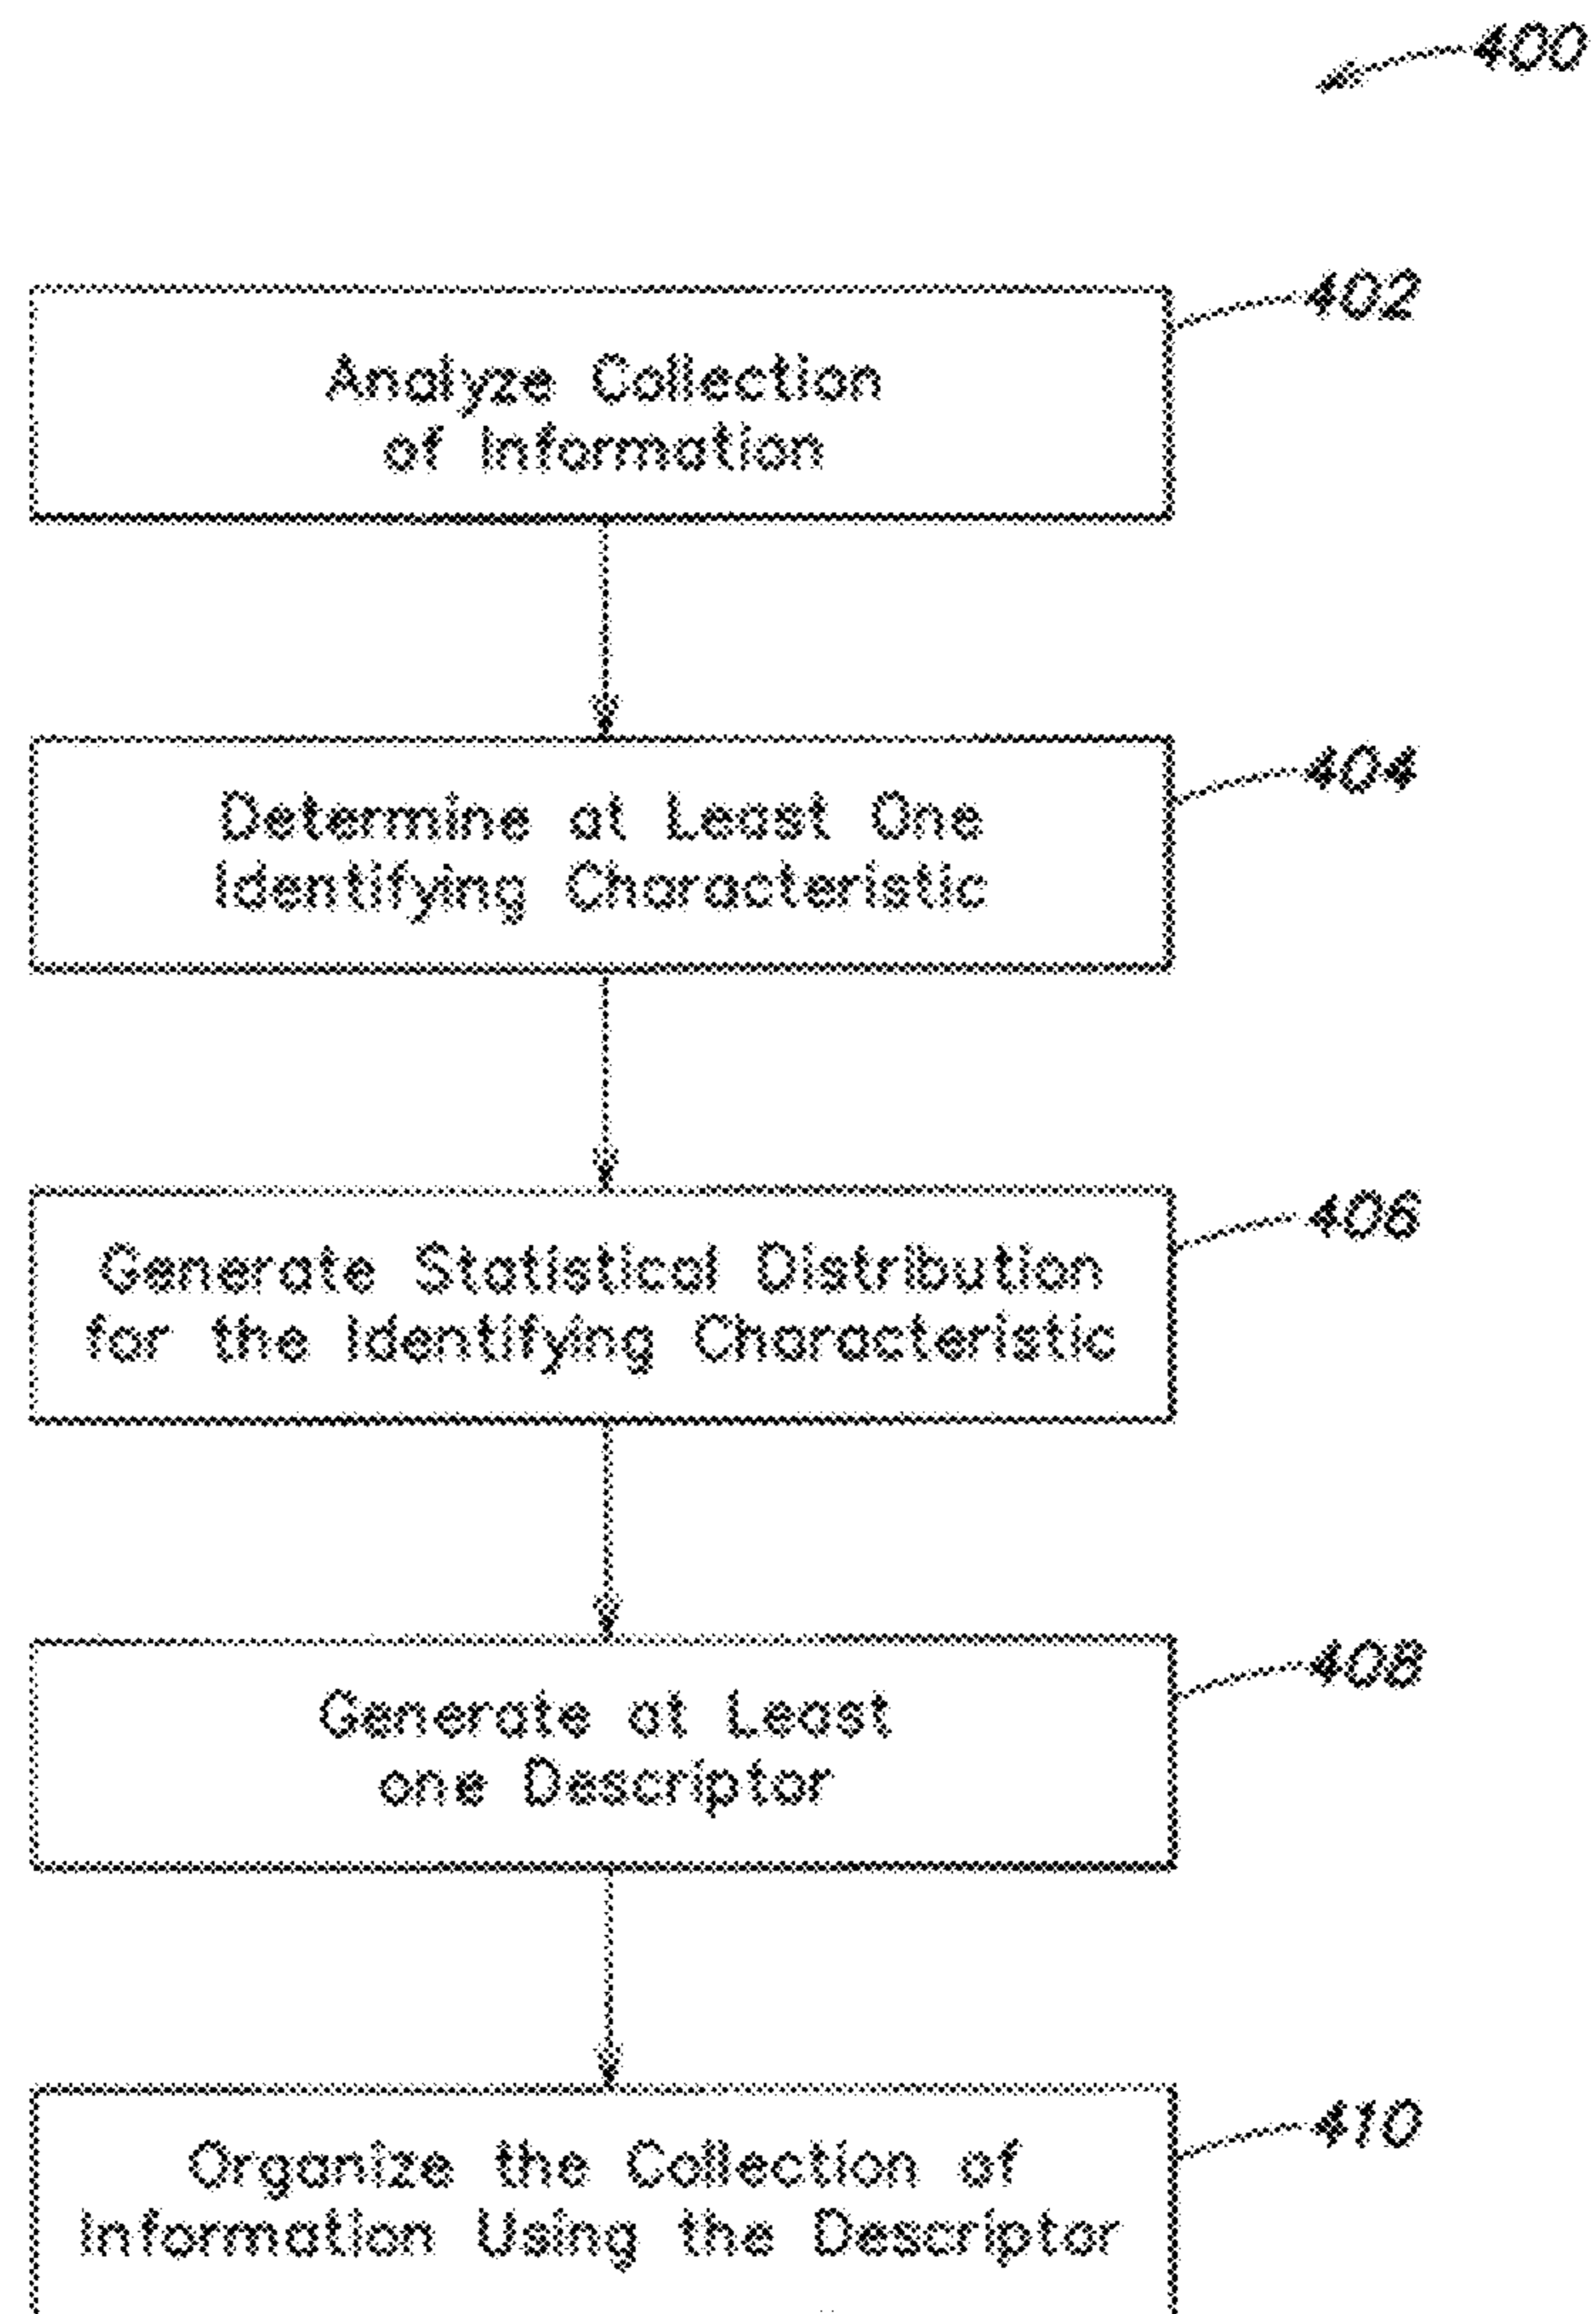 400
402
Analyze Collection
of Information
404
Determine at Least One
Identifying Characteristic
406
Generate Statistical Distribution
for the Identifying Characteristic
408
Generate at Least
one Descriptor
410
Organize the Collection of
Information Using the Descriptor